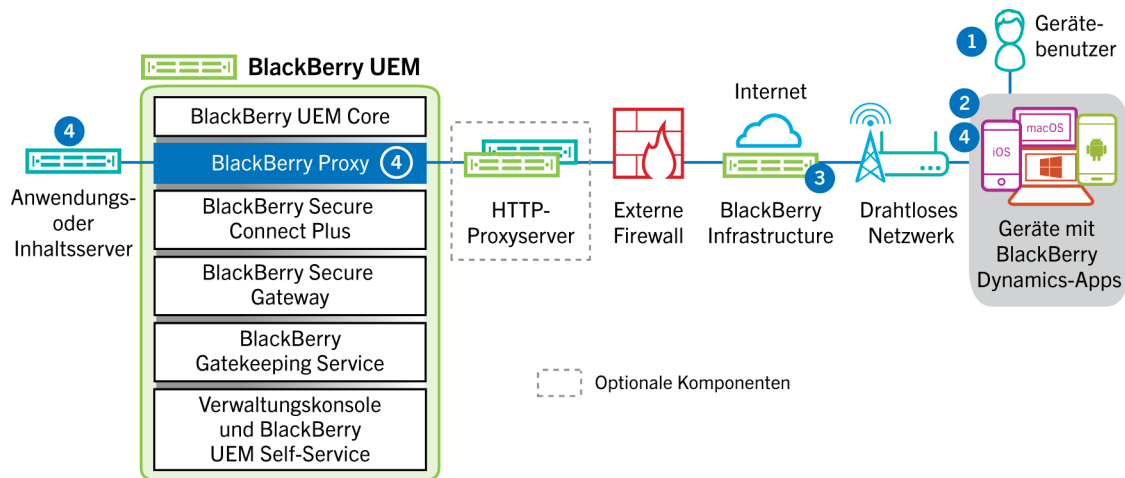 BlackBerry UEM
BlackBerry UEM Core
BlackBerry Proxy
4
BlackBerry Secure
Connect Plus
BlackBerry Secure
Gateway
BlackBerry
Gatekeeping Service
Verwaltungskonsole
und BlackBerry
UEM Self-Service
4
Anwendungs-
oder
Inhaltsserver
HTTP-
Proxyserver
Externe
Firewall
Internet
3
BlackBerry
Infrastructure
Drahtloses
Netzwerk
1
Geräte-
benutzer
2
4
macOS
iOS
Geräte mit
BlackBerry
Dynamics-Apps
Optionale Komponenten